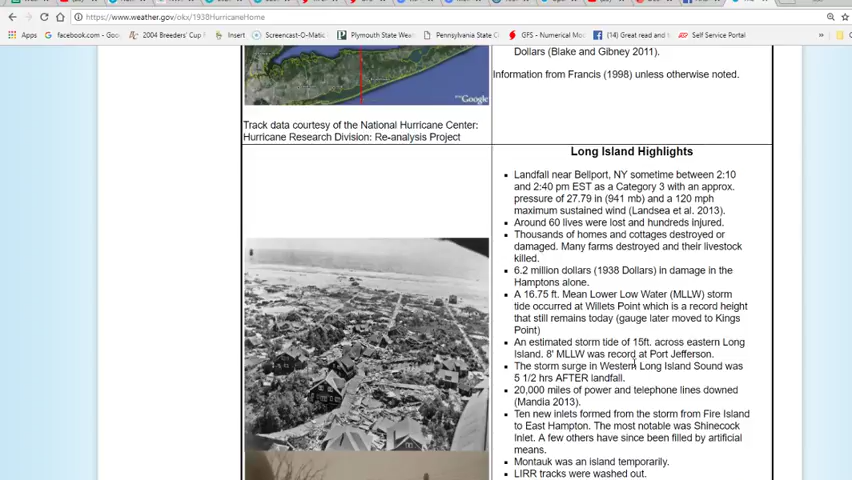 https://www.weather.gov/okx/1938HurricaneHome
Apps
facebook.com - Goog
2004 Breeders' Cup
Insert
Screencast-O-Matic
Plymouth State Weat
Pennsylvania State C
GFS - Numerical Mod
(14) Great howst
Self Service Portal
Google
Track data courtesy of the National Hurricane Center:
Hurricane Research Division: Re-analysis Project
Dollars (Blake and Gibney 2011).
Information from Francis (1998) unless otherwise noted.
Long Island Highlights
Landfall near Bellport, NY sometime between 2:10
and 2:40 pm EST as a Category 3 with an approx.
pressure of 27.79 in (941 mb) and a 120 mph
maximum sustained wind (Landsea et al. 2013).
Around 60 lives were lost and hundreds injured.
Thousands of homes and cottages destroyed or
damaged. Many farms destroyed and their livestock
killed.
6.2 million dollars (1938 Dollars) in damage in the
Hamptons alone.
A 16.75 ft. Mean Lower Low Water (MLLW) storm
tide occurred at Willets Point which is a record height
that still remains today (gauge later moved to Kings
Point)
An estimated storm tide of 15ft. across eastern Long
Island. 8' MLLW was record at Port Jefferson.
The storm surge in Western Long Island Sound was
5 1/2 hrs AFTER landfall.
20,000 miles of power and telephone lines downed
(Mandia 2013).
Ten new inlets formed from the storm from Fire Island
to East Hampton. The most notable was Shinecock
Inlet. A few others have since been filled by artificial
means.
Montauk was an island temporarily.
LIRR tracks were washed out.